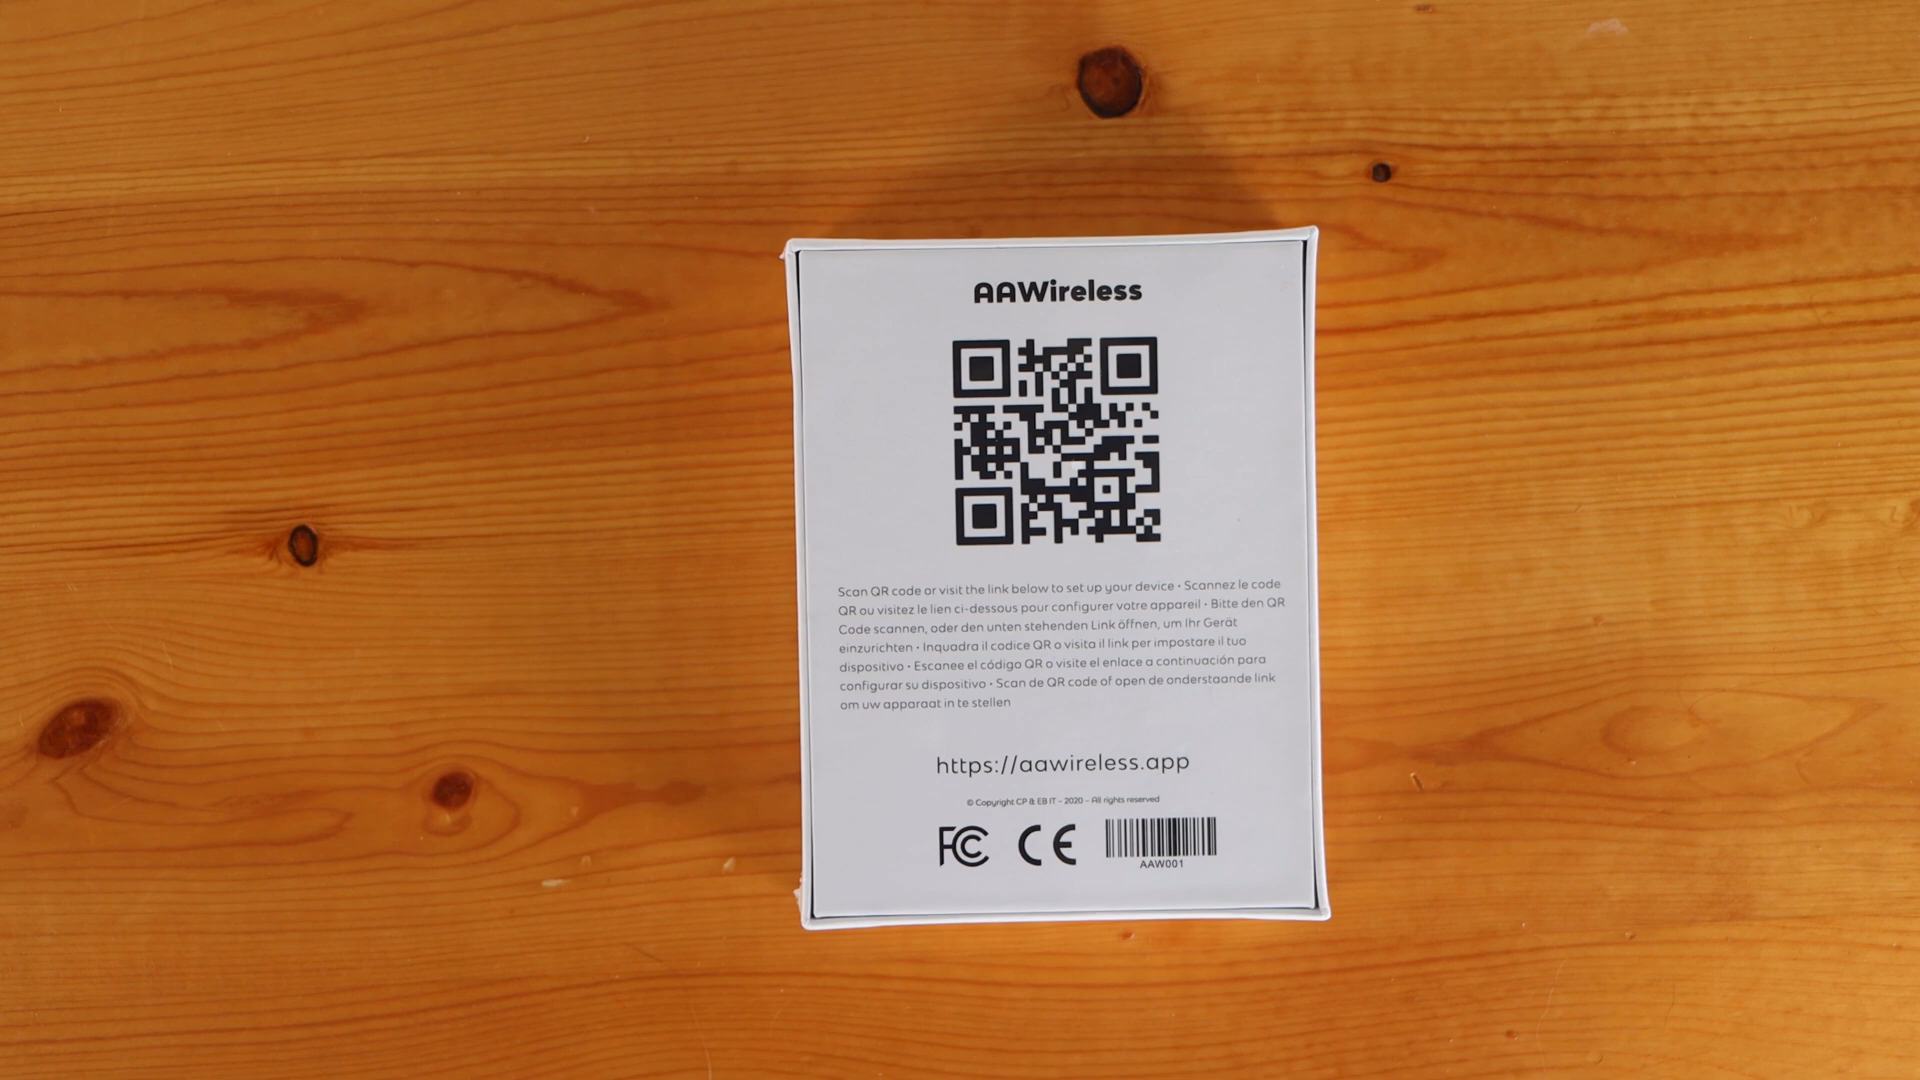 AAWireless
Scan QR code or visit the link below to set up your device • Scannez le code
QR ou visitez le lien ci-dessous pour configurer votre appareil • Bitte den QR
Code scannen, oder den unten stehenden Link öffnen, um Ihr Gerät
einzurichten • Inquadra il codice QR o visita il link per impostare il tuo
dispositivo • Escanee el código QR o visite el enlace a continuación para
configurar su dispositivo • Scan de QR code of open de onderstaande link
om uw apparaat in te stellen
https://aawireless.app
© Copyright CP & EB IT - 2020 - All rights reserved
FC CE
AAW001